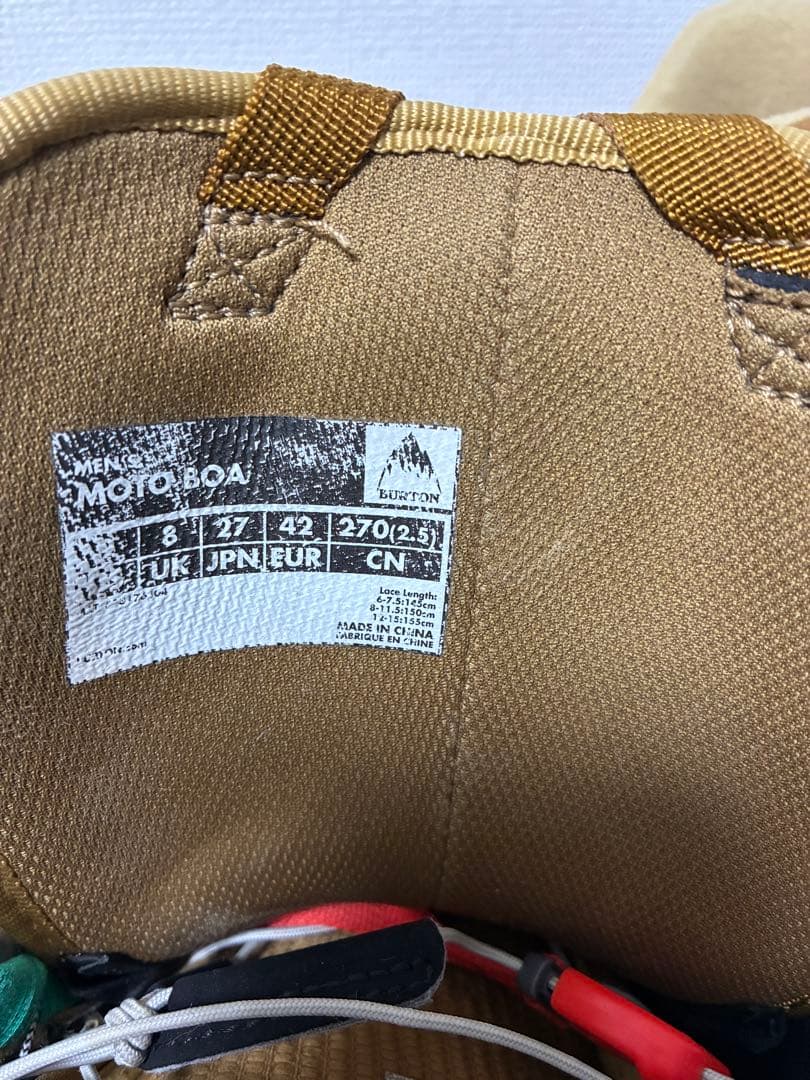 MEN'S
MOTO BOA
BURTON
8 27 42 270(2.5)
UK JPN EUR CN
Lace Length:
6-7.5:145cm
8-11.5:150cm
12-15:155cm
MADE IN CHINA
FABRIQUE EN CHINE